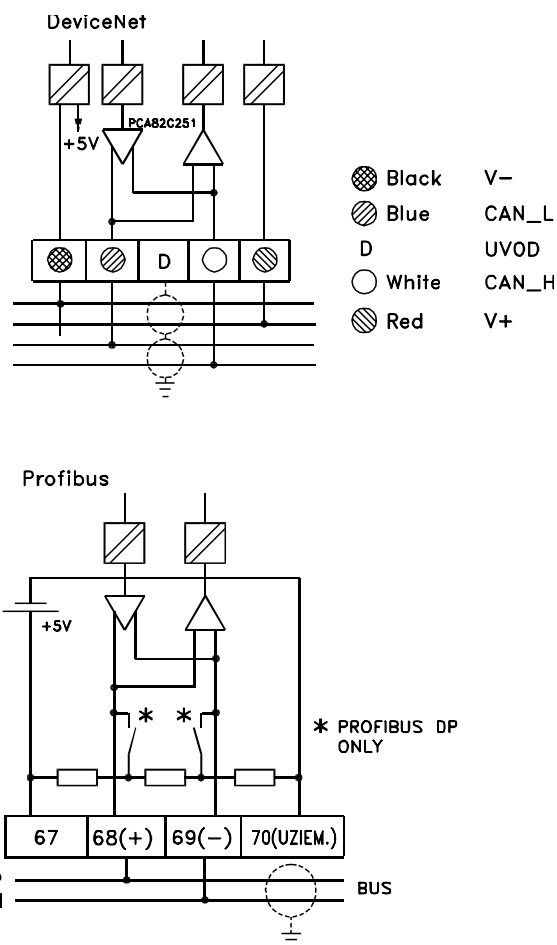 DeviceNet
PCA82C251
+5V
Black V-
Blue CAN_L
D UVOD
White CAN_H
Red V+
D
Profibus
+5V
* *
* PROFIBUS DP
ONLY
67 68(+) 69(-) 70(UZIEM.)
BUS